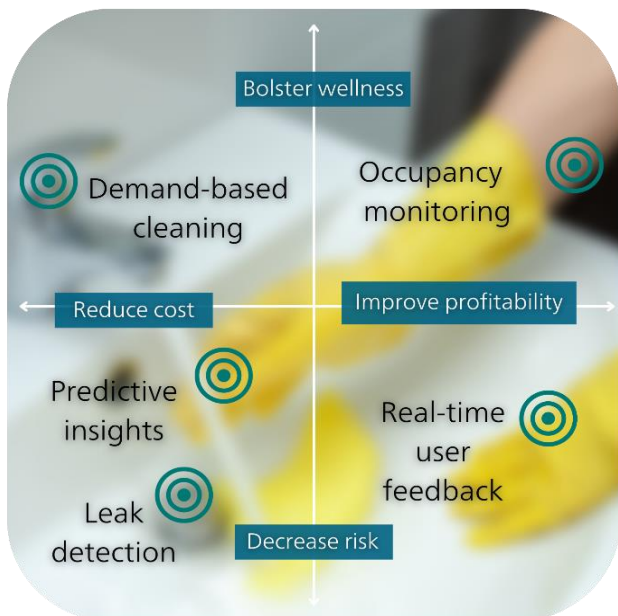 Bolster wellness
Demand-based
cleaning
Occupancy
monitoring
Reduce cost
Improve profitability
Predictive
insights
Real-time
user
feedback
Leak
detection
Decrease risk